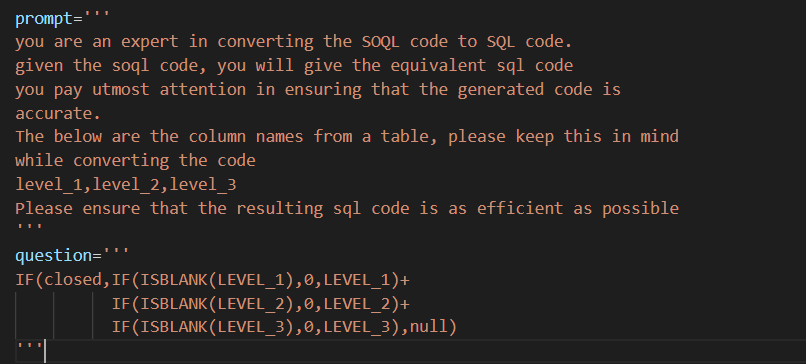 prompt='''
you are an expert in converting the SOQL code to SQL code.
given the soql code, you will give the equivalent sql code
you pay utmost attention in ensuring that the generated code is
accurate.
The below are the column names from a table, please keep this in mind
while converting the code
level_1,level_2,level_3
Please ensure that the resulting sql code is as efficient as possible
'''
question='''
IF(closed,IF(ISBLANK(LEVEL_1),0,LEVEL_1)+
IF(ISBLANK(LEVEL_2),0,LEVEL_2)+
IF(ISBLANK(LEVEL_3),0,LEVEL_3),null)
'''